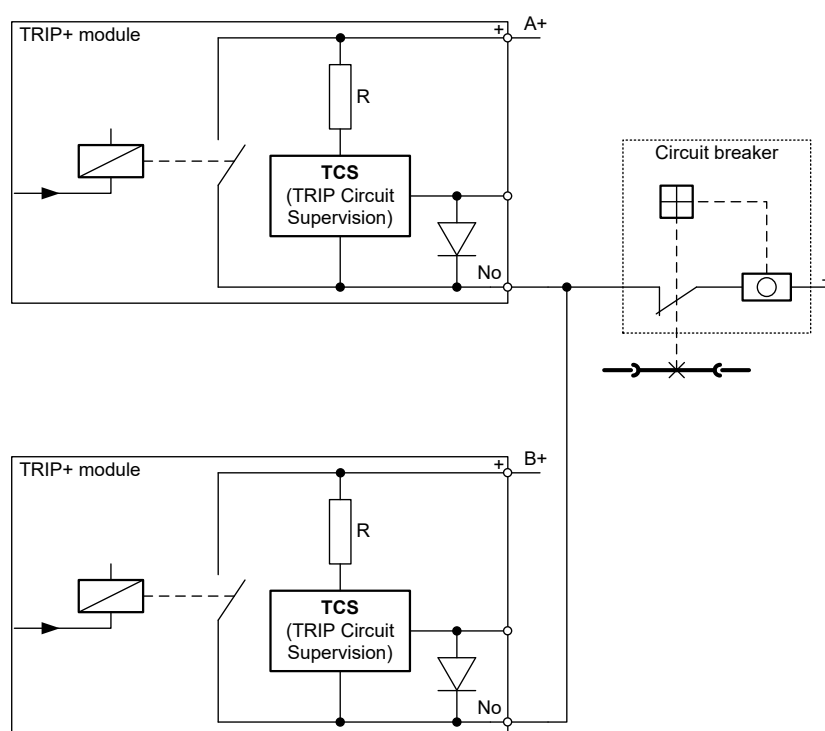 TRIP+ module
+
A+
R
TCS
(TRIP Circuit
Supervision)
No
Circuit breaker
-
TRIP+ module
+
B+
R
TCS
(TRIP Circuit
Supervision)
No